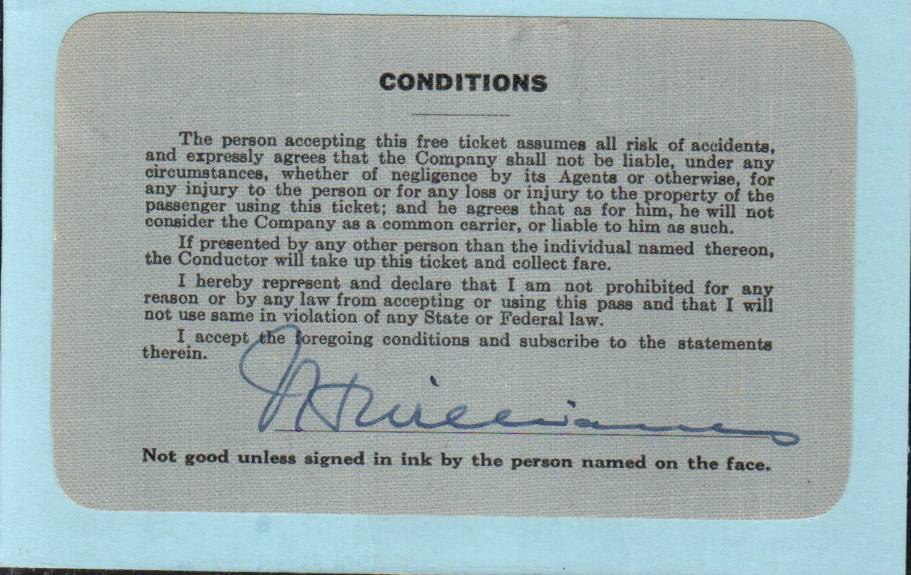 CONDITIONS
The person accepting this free ticket assumes all risk of accidents,
and expressly agrees that the Company shall not be liable, under any
circumstances, whether of negligence by its Agents or otherwise, for
any injury to the person or for any loss or injury to the property of the
passenger using this ticket; and he agrees that as for him, he will not
consider the Company as a common carrier, or liable to him as such.
If presented by any other person than the individual named thereon,
the Conductor will take up this ticket and collect fare.
I hereby represent and declare that I am not prohibited for any
reason or by any law from accepting or using this pass and that I will
not use same in violation of any State or Federal law.
I accept the foregoing conditions and subscribe to the statements
therein.
Williams
Not good unless signed in ink by the person named on the face.